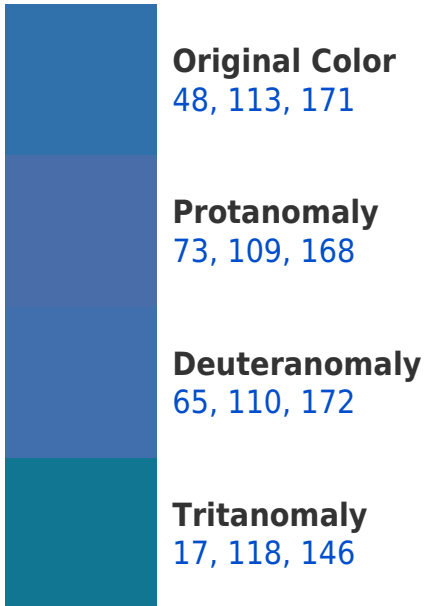 Original Color
48, 113, 171
Protanomaly
73, 109, 168
Deuteranomaly
65, 110, 172
Tritanomaly
17, 118, 146